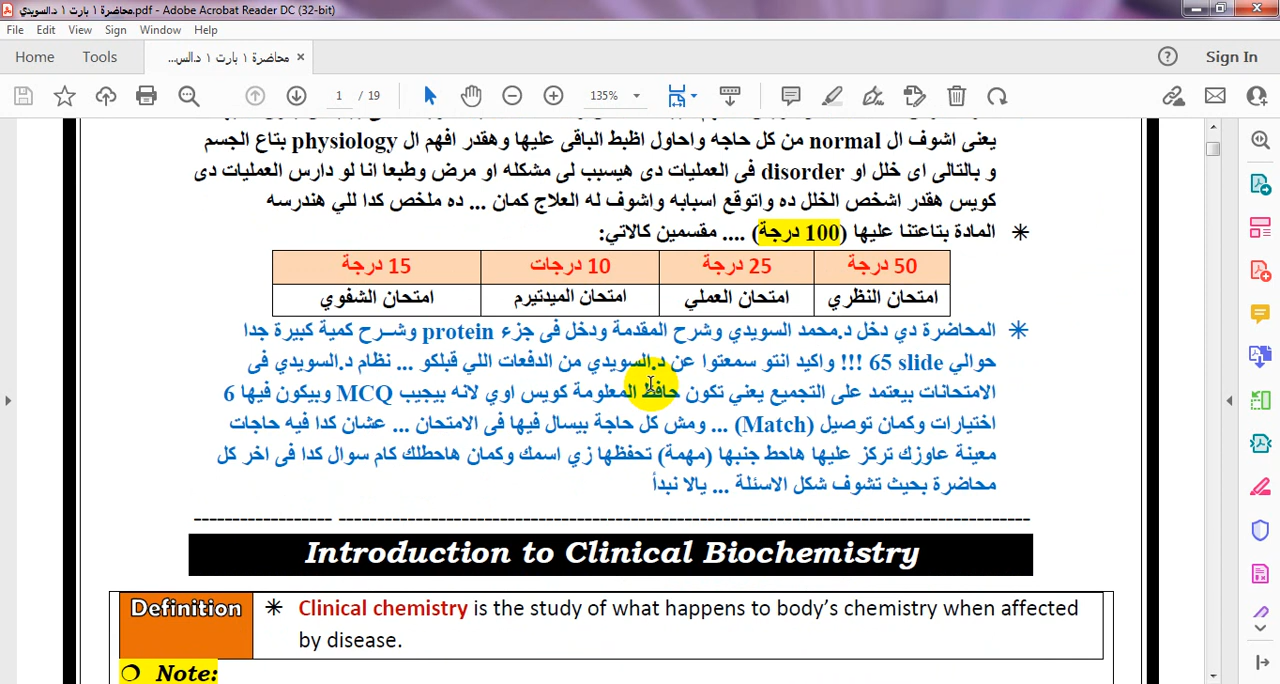 محاضرة ١ بارت ١ د.السويدي.pdf - Adobe Acrobat Reader DC (32-bit)
File Edit View Sign Window Help
Home Tools محاضرة ١ بارت ١ د.الس... × Sign In
1 / 19 135%
يعنى اشوف ال normal من كل حاجه واحاول اظبط الباقى عليها وهقدر افهم ال physiology بتاع الجسم
و بالتالى اى خلل او disorder فى العمليات دى هيسبب لى مشكله او مرض وطبعا انا لو دارس العمليات دى
كويس هقدر اشخص الخلل ده واتوقع اسبابه واشوف له العلاج كمان ... ده ملخص كدا للي هندرسه
✳ المادة بتاعتنا عليها (100 درجة) .... مقسمين كالاتي:
50 درجة 25 درجة 10 درجات 15 درجة
امتحان النظري امتحان العملي امتحان الميدتيرم امتحان الشفوي
✳ المحاضرة دي دخل د.محمد السويدي وشرح المقدمة ودخل فى جزء protein وشــرح كمية كبيرة جدا
حوالي 65 slide !!! واكيد انتو سمعتوا عن د.السويدي من الدفعات اللي قبلكو ... نظام د.السويدي فى
الامتحانات بيعتمد على التجميع يعني تكون حافظ المعلومة كويس اوي لانه بيجيب MCQ وبيكون فيها 6
اختيارات وكمان توصيل (Match) ... ومش كل حاجة بيسال فيها فى الامتحان ... عشان كدا فيه حاجات
معينة عاوزك تركز عليها هاحط جنبها (مهمة) تحفظها زي اسمك وكمان هاحطلك كام سوال كدا فى اخر كل
محاضرة بحيث تشوف شكل الاسئلة ... يالا نبدأ
Introduction to Clinical Biochemistry
Definition ✳ Clinical chemistry is the study of what happens to body's chemistry when affected
by disease.
❍ Note: